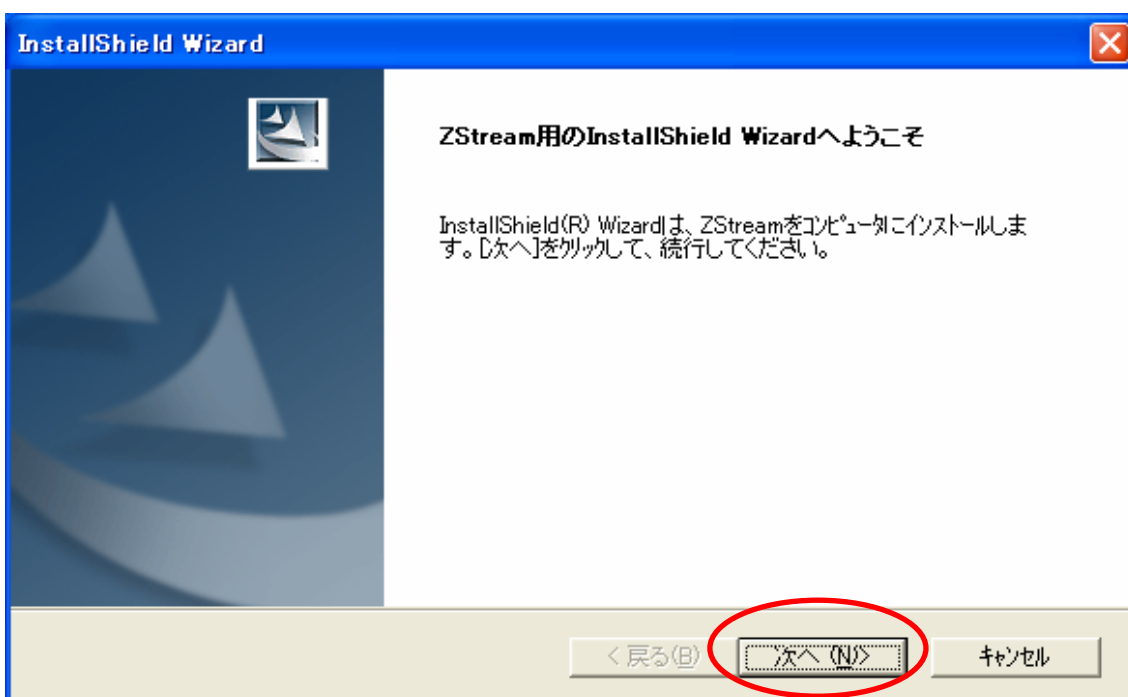 InstallShield Wizard
ZStream用のInstallShield Wizardへようこそ
InstallShield(R) Wizardは、ZStreamをｺﾝﾋﾟｭｰﾀにｲﾝｽﾄｰﾙしま
す。[次へ]をｸﾘｯｸして、続行してください。
< 戻る(B)
次へ (N)>
ｷｬﾝｾﾙ